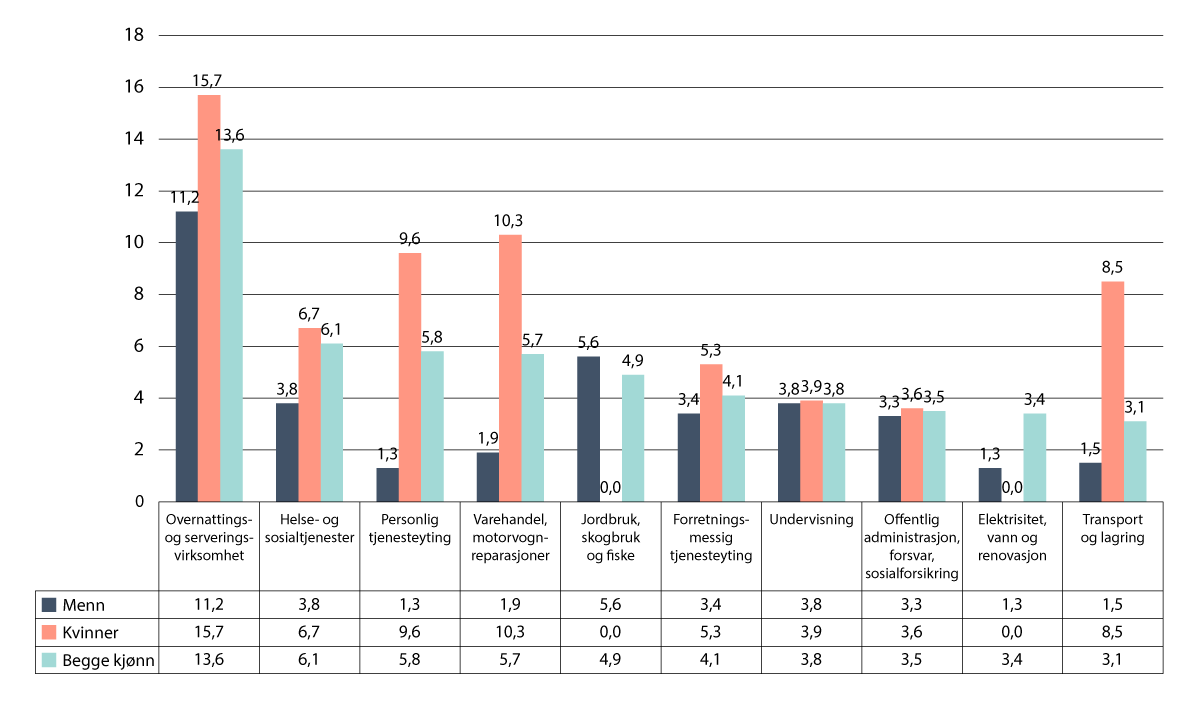 18
16
14
12
10
8
6
4
2
0
11,2 15,7 13,6
3,8 6,7 6,1
1,3 9,6 5,8
1,9 10,3 5,7
5,6 0,0 4,9
3,4 5,3 4,1
3,8 3,9 3,8
3,3 3,6 3,5
1,3 0,0 3,4
1,5 8,5 3,1
Overnattings-
og serverings-
virksomhet
Helse- og
sosialtjenester
Personlig
tjenesteyting
Varehandel,
motorvogn-
reparasjoner
Jordbruk,
skogbruk
og fiske
Forretnings-
messig
tjenesteyting
Undervisning
Offentlig
administrasjon,
forsvar,
sosialforsikring
Elektrisitet,
vann og
renovasjon
Transport
og lagring
Menn 11,2 3,8 1,3 1,9 5,6 3,4 3,8 3,3 1,3 1,5
Kvinner 15,7 6,7 9,6 10,3 0,0 5,3 3,9 3,6 0,0 8,5
Begge kjønn 13,6 6,1 5,8 5,7 4,9 4,1 3,8 3,5 3,4 3,1